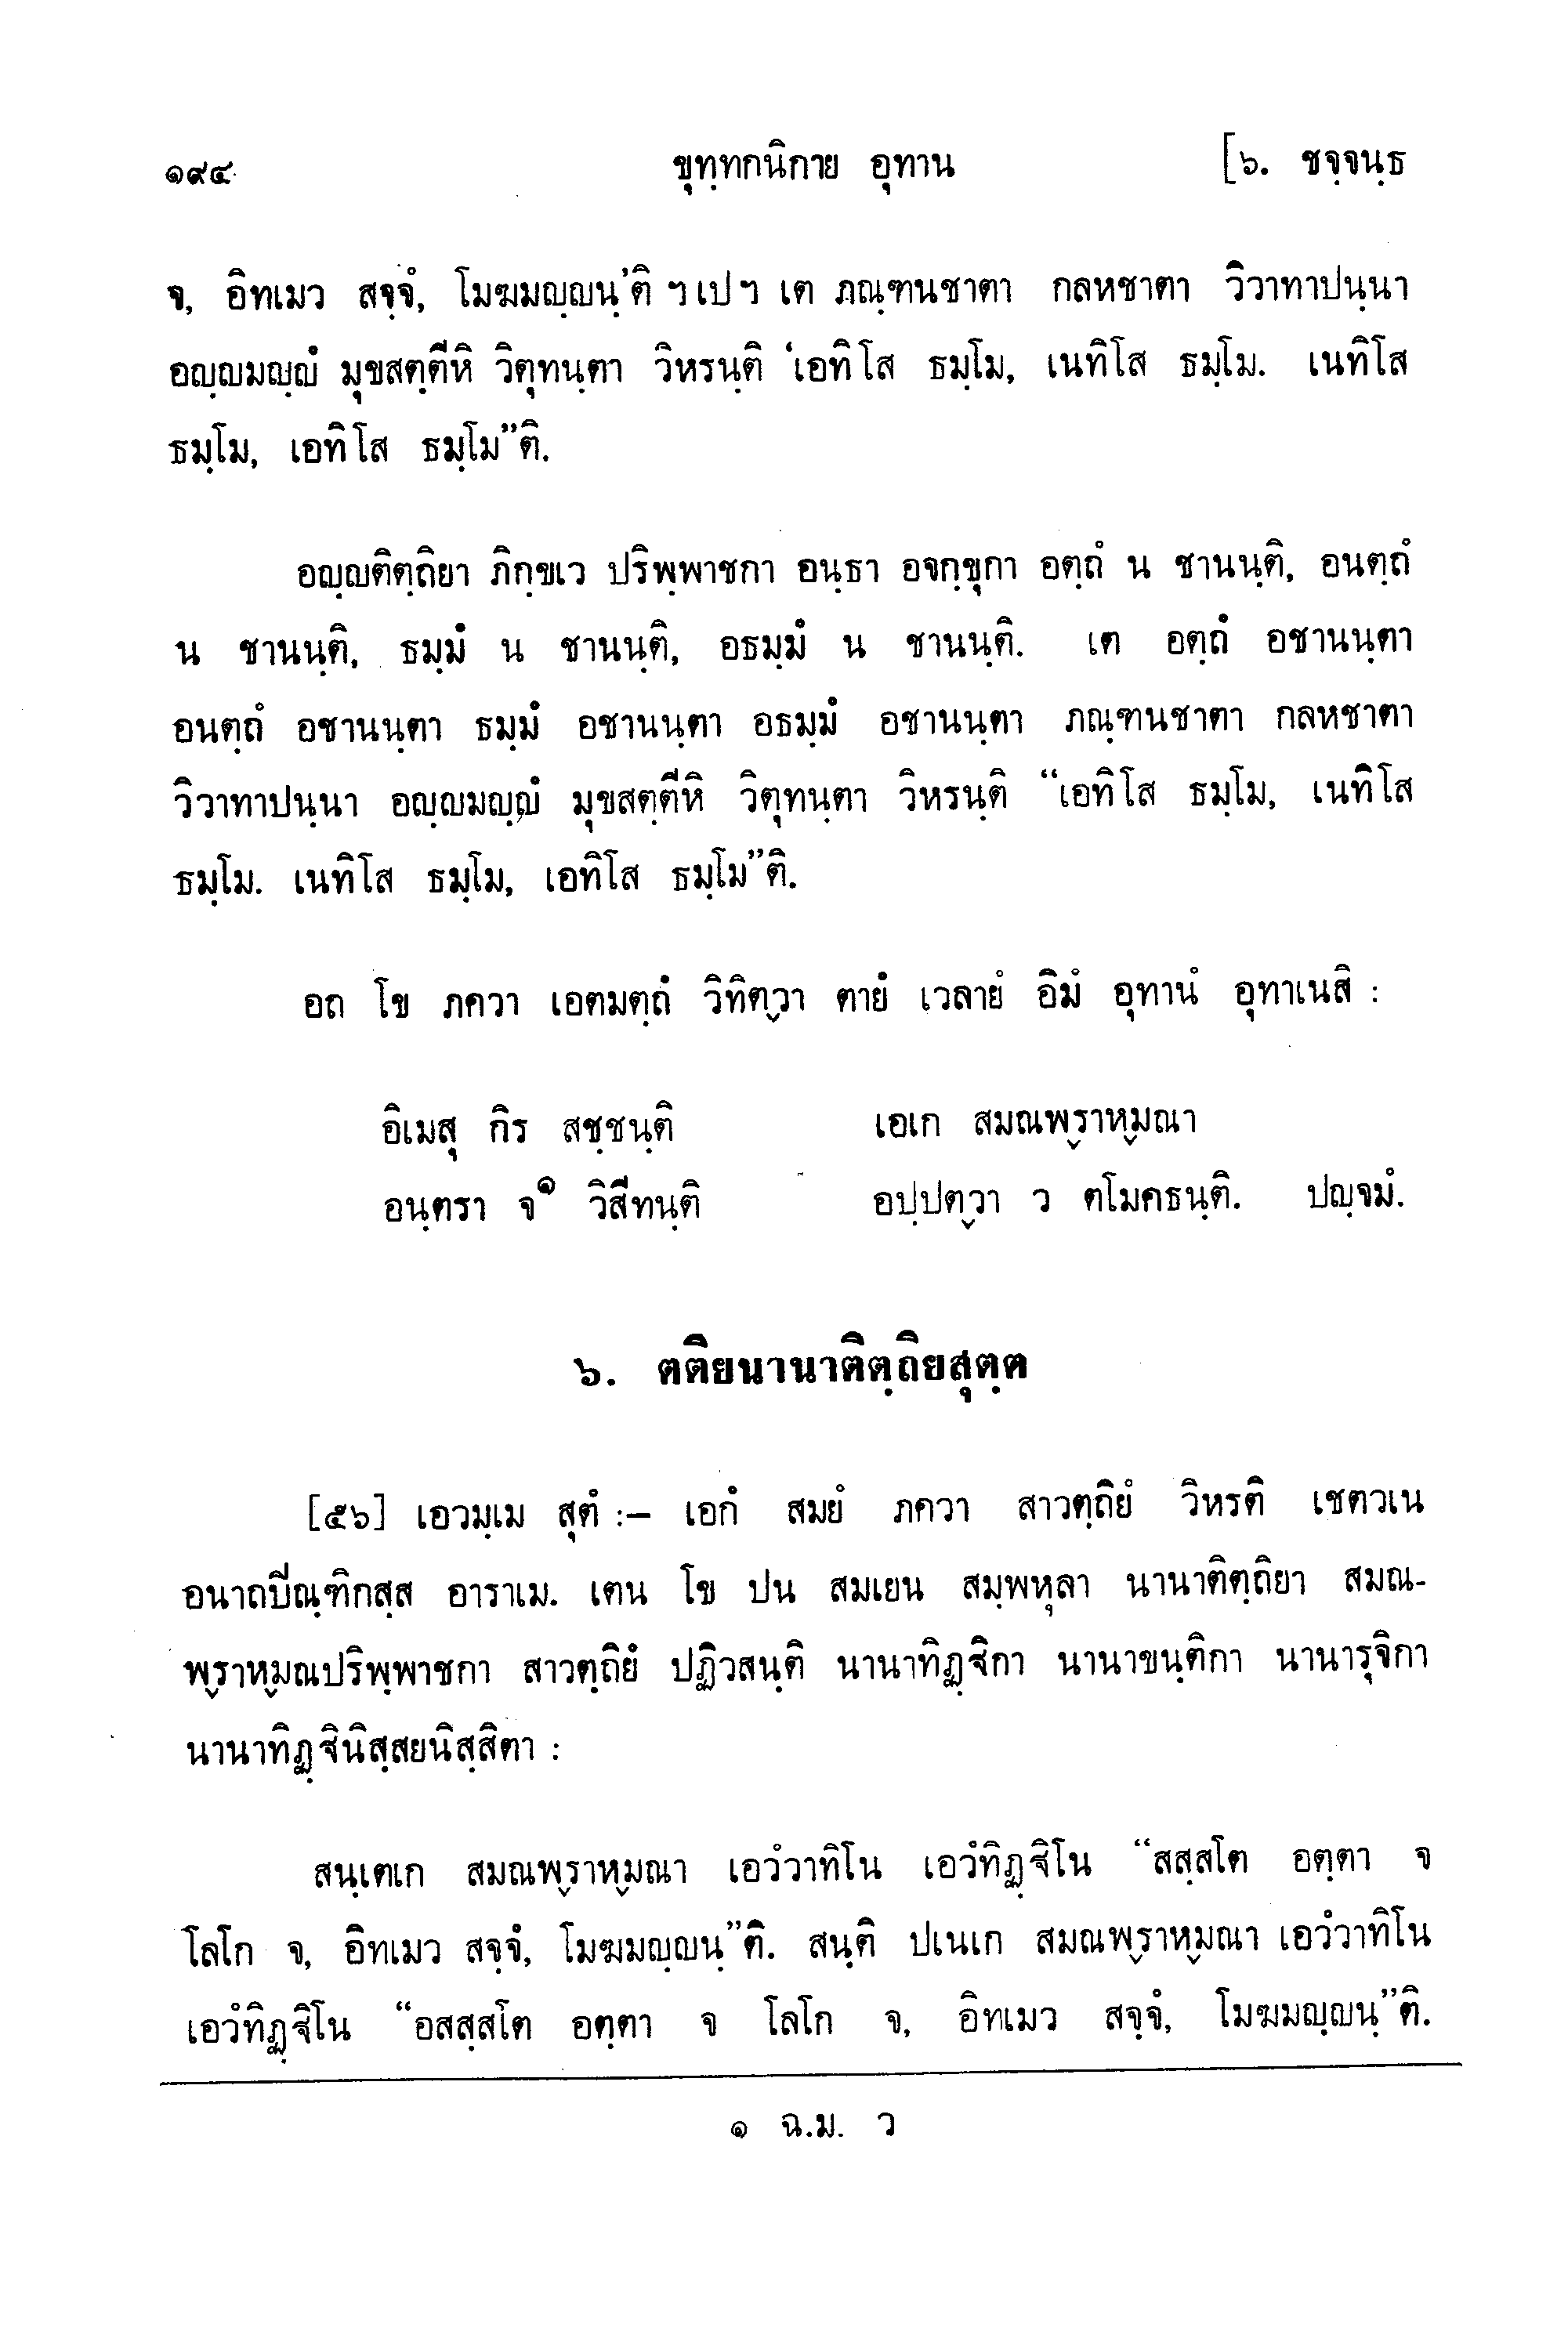 ๑๙๔ ขุทฺทกนิกาย อุทาน [๖. ชจฺจนฺธ
จ, อิทเมว สจฺจํ, โมฆมญฺญนฺ’ติ ฯ เป ฯ เต ภณฺฑนชาตา กลหชาตา วิวาทาปนฺนา
อญฺญมญฺญํ มุขสตฺตีหิ วิตุทนฺตา วิหรนฺติ ‘เอทิโส ธมฺโม, เนทิโส ธมฺโม. เนทิโส
ธมฺโม, เอทิโส ธมฺโม”ติ.
อญฺญติตฺถิยา ภิกฺขเว ปริพฺพาชกา อนฺธา อจกฺขุกา อตฺถํ น ชานนฺติ, อนตฺถํ
น ชานนฺติ, ธมฺมํ น ชานนฺติ, อธมฺมํ น ชานนฺติ. เต อตฺถํ อชานนฺตา
อนตฺถํ อชานนฺตา ธมฺมํ อชานนฺตา อธมฺมํ อชานนฺตา ภณฺฑนชาตา กลหชาตา
วิวาทาปนฺนา อญฺญมญฺญํ มุขสตฺตีหิ วิตุทนฺตา วิหรนฺติ “เอทิโส ธมฺโม, เนทิโส
ธมฺโม. เนทิโส ธมฺโม, เอทิโส ธมฺโม”ติ.
อถ โข ภควา เอตมตฺถํ วิทิตฺวา ตายํ เวลายํ อิมํ อุทานํ อุทาเนสิ :
อิเมสุ กิร สชฺชนฺติ เอเก สมณพฺราหฺมณา
อนฺตรา จ๑ วิสีทนฺติ อปฺปตฺวา ว ตโมคธนฺติ. ปญฺจมํ.
๖. ตติยนานาติตฺถิยสุตฺต
[๕๖] เอวมฺเม สุตํ :— เอกํ สมยํ ภควา สาวตฺถิยํ วิหรติ เชตวเน
อนาถปิณฺฑิกสฺส อาราเม. เตน โข ปน สมเยน สมฺพหุลา นานาติตฺถิยา สมณ-
พฺราหฺมณปริพฺพาชกา สาวตฺถิยํ ปฏิวสนฺติ นานาทิฏฺฐิกา นานาขนฺติกา นานารุจิกา
นานาทิฏฺฐินิสฺสยนิสฺสิตา :
สนฺเตเก สมณพฺราหฺมณา เอวํวาทิโน เอวํทิฏฺฐิโน “สสฺสโต อตฺตา จ
โลโก จ, อิทเมว สจฺจํ, โมฆมญฺญนฺ”ติ. สนฺติ ปเนเก สมณพฺราหฺมณา เอวํวาทิโน
เอวํทิฏฺฐิโน “อสสฺสโต อตฺตา จ โลโก จ, อิทเมว สจฺจํ, โมฆมญฺญนฺ”ติ.
๑ ฉ.ม. ว